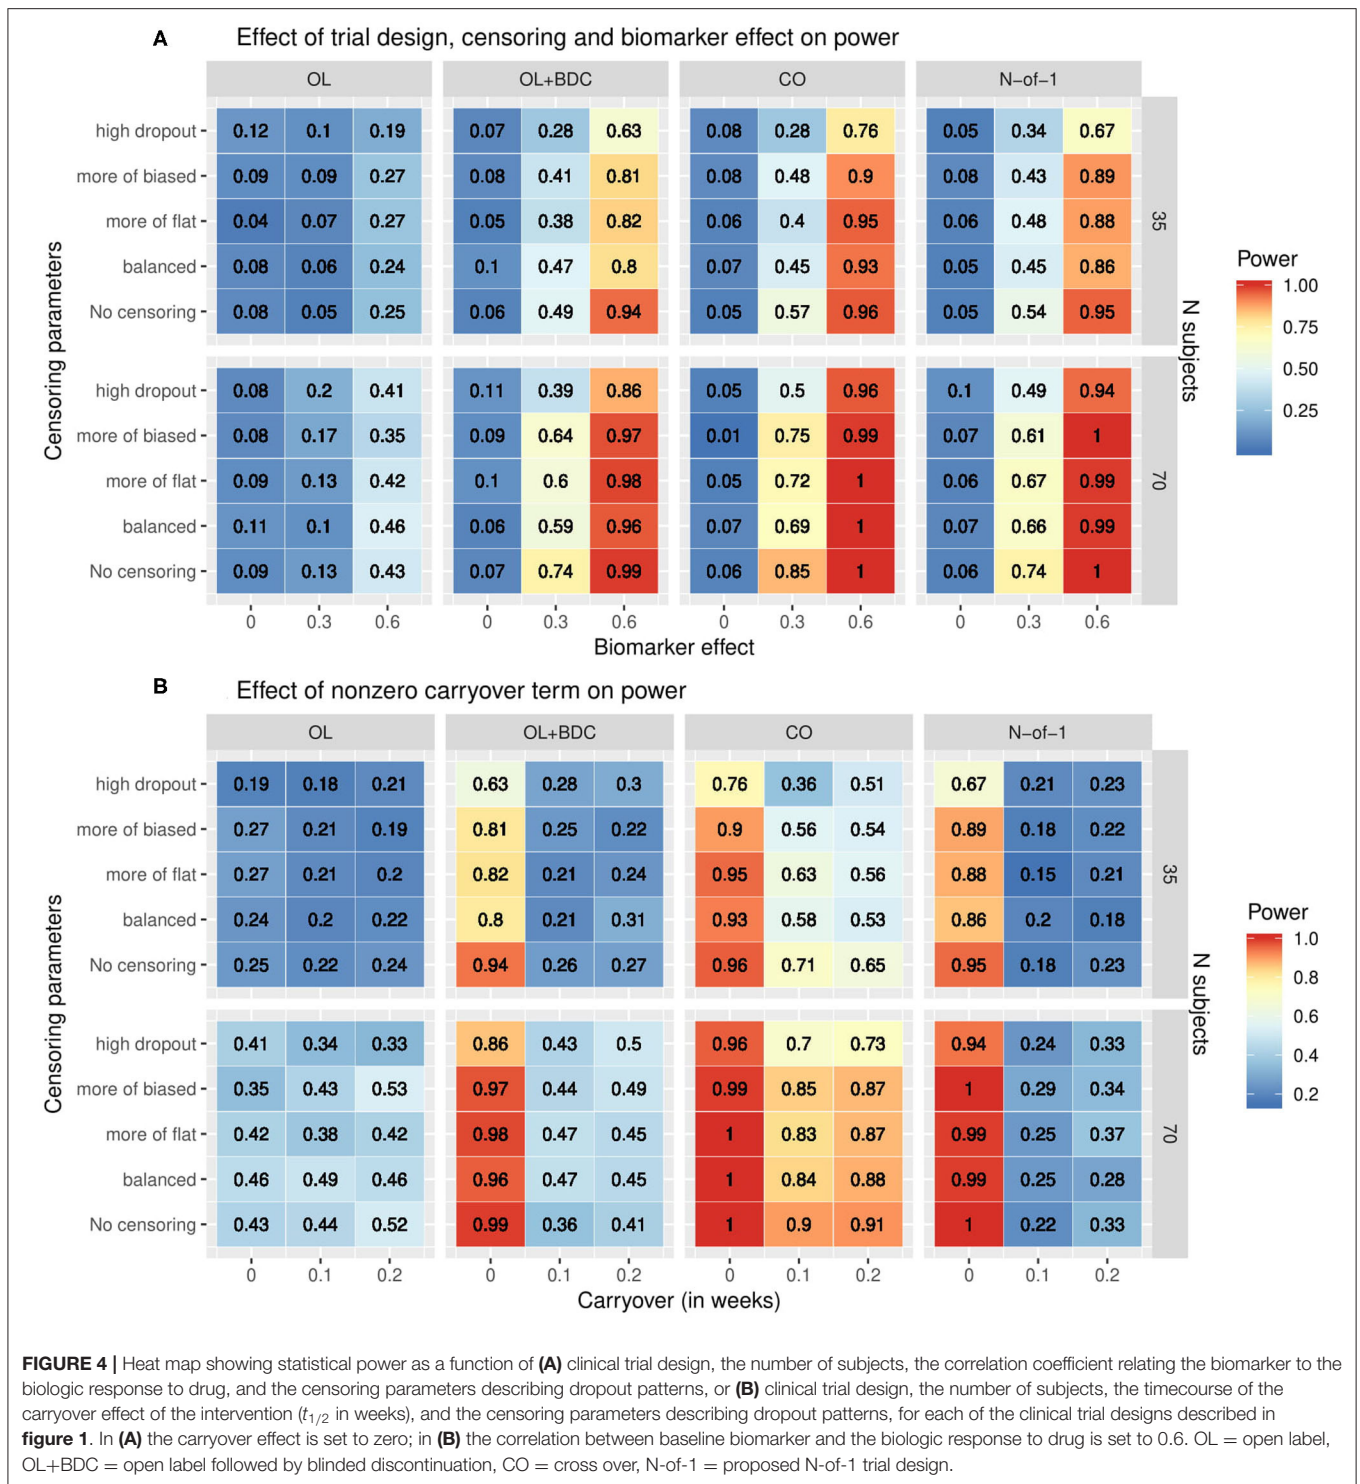 A Effect of trial design, censoring and biomarker effect on power
OL OL+BDC CO N-of-1
high dropout 0.12 0.1 0.19 0.07 0.28 0.63 0.08 0.28 0.76 0.05 0.34 0.67
more of biased 0.09 0.09 0.27 0.08 0.41 0.81 0.08 0.48 0.9 0.08 0.43 0.89
more of flat 0.04 0.07 0.27 0.05 0.38 0.82 0.06 0.4 0.95 0.06 0.48 0.88
balanced 0.08 0.06 0.24 0.1 0.47 0.8 0.07 0.45 0.93 0.05 0.45 0.86
No censoring 0.08 0.05 0.25 0.06 0.49 0.94 0.05 0.57 0.96 0.05 0.54 0.95
35
high dropout 0.08 0.2 0.41 0.11 0.39 0.86 0.05 0.5 0.96 0.1 0.49 0.94
more of biased 0.08 0.17 0.35 0.09 0.64 0.97 0.01 0.75 0.99 0.07 0.61 1
more of flat 0.09 0.13 0.42 0.1 0.6 0.98 0.05 0.72 1 0.06 0.67 0.99
balanced 0.11 0.1 0.46 0.06 0.59 0.96 0.07 0.69 1 0.07 0.66 0.99
No censoring 0.09 0.13 0.43 0.07 0.74 0.99 0.06 0.85 1 0.06 0.74 1
70
0 0.3 0.6 0 0.3 0.6 0 0.3 0.6 0 0.3 0.6
Biomarker effect
Censoring parameters
N subjects
Power
1.00
0.75
0.50
0.25
B Effect of nonzero carryover term on power
OL OL+BDC CO N-of-1
high dropout 0.19 0.18 0.21 0.63 0.28 0.3 0.76 0.36 0.51 0.67 0.21 0.23
more of biased 0.27 0.21 0.19 0.81 0.25 0.22 0.9 0.56 0.54 0.89 0.18 0.22
more of flat 0.27 0.21 0.2 0.82 0.21 0.24 0.95 0.63 0.56 0.88 0.15 0.21
balanced 0.24 0.2 0.22 0.8 0.21 0.31 0.93 0.58 0.53 0.86 0.2 0.18
No censoring 0.25 0.22 0.24 0.94 0.26 0.27 0.96 0.71 0.65 0.95 0.18 0.23
35
high dropout 0.41 0.34 0.33 0.86 0.43 0.5 0.96 0.7 0.73 0.94 0.24 0.33
more of biased 0.35 0.43 0.53 0.97 0.44 0.49 0.99 0.85 0.87 1 0.29 0.34
more of flat 0.42 0.38 0.42 0.98 0.47 0.45 1 0.83 0.87 0.99 0.25 0.37
balanced 0.46 0.49 0.46 0.96 0.47 0.45 1 0.84 0.88 0.99 0.25 0.28
No censoring 0.43 0.44 0.52 0.99 0.36 0.41 1 0.9 0.91 1 0.22 0.33
70
0 0.1 0.2 0 0.1 0.2 0 0.1 0.2 0 0.1 0.2
Carryover (in weeks)
Censoring parameters
N subjects
Power
1.0
0.8
0.6
0.4
0.2
FIGURE 4 | Heat map showing statistical power as a function of (A) clinical trial design, the number of subjects, the correlation coefficient relating the biomarker to the
biologic response to drug, and the censoring parameters describing dropout patterns, or (B) clinical trial design, the number of subjects, the timecourse of the
carryover effect of the intervention (t1/2 in weeks), and the censoring parameters describing dropout patterns, for each of the clinical trial designs described in
figure 1. In (A) the carryover effect is set to zero; in (B) the correlation between baseline biomarker and the biologic response to drug is set to 0.6. OL = open label,
OL+BDC = open label followed by blinded discontinuation, CO = cross over, N-of-1 = proposed N-of-1 trial design.